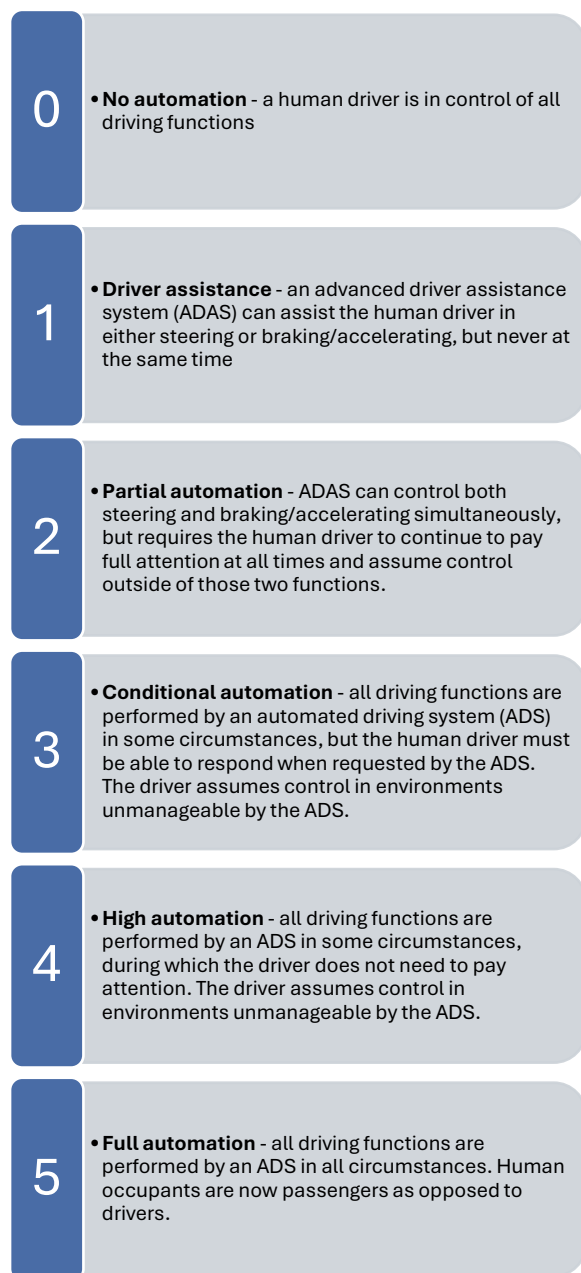 0
• No automation - a human driver is in control of all
driving functions
1
• Driver assistance - an advanced driver assistance
system (ADAS) can assist the human driver in
either steering or braking/accelerating, but never at
the same time
2
• Partial automation - ADAS can control both
steering and braking/accelerating simultaneously,
but requires the human driver to continue to pay
full attention at all times and assume control
outside of those two functions.
3
• Conditional automation - all driving functions are
performed by an automated driving system (ADS)
in some circumstances, but the human driver must
be able to respond when requested by the ADS.
The driver assumes control in environments
unmanageable by the ADS.
4
• High automation - all driving functions are
performed by an ADS in some circumstances,
during which the driver does not need to pay
attention. The driver assumes control in
environments unmanageable by the ADS.
5
• Full automation - all driving functions are
performed by an ADS in all circumstances. Human
occupants are now passengers as opposed to
drivers.